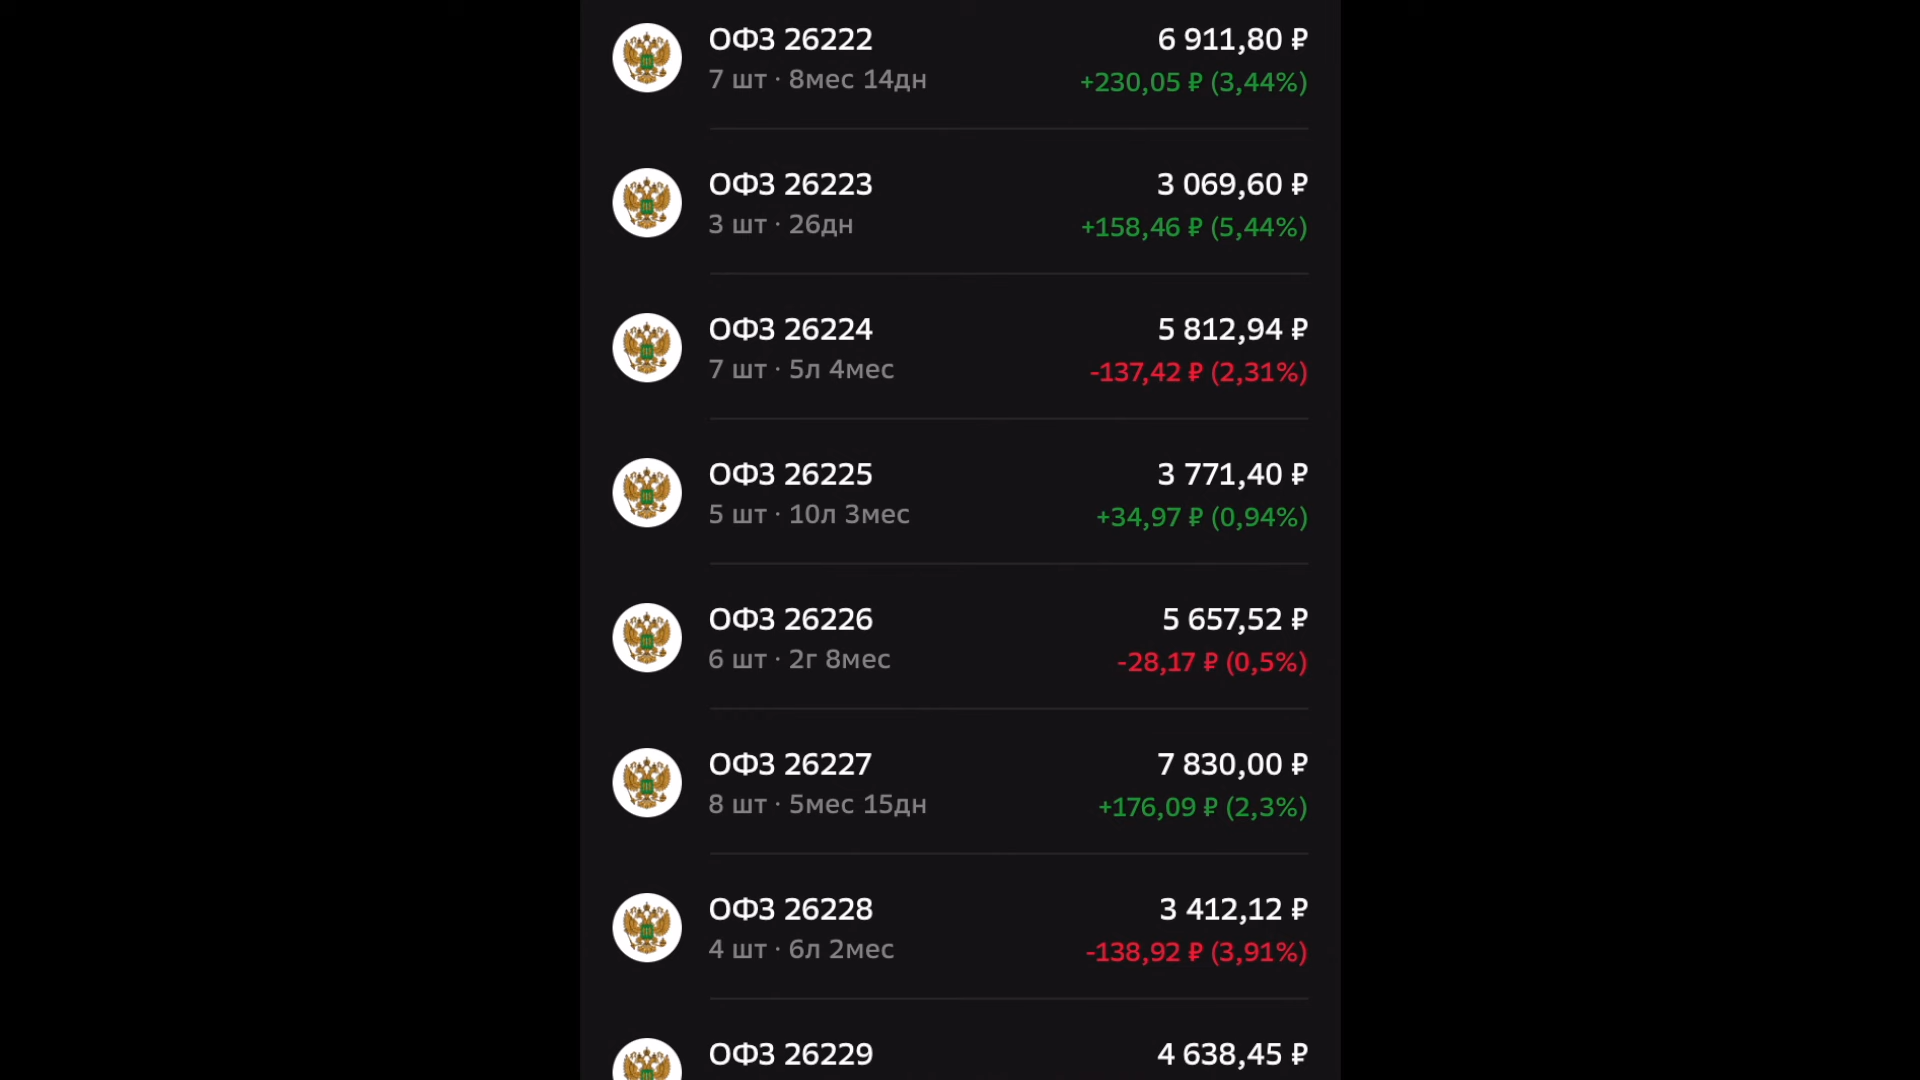 ОФЗ 26222
6 911,80 ₽
7 шт · 8мес 14дн
+230,05 ₽ (3,44%)
ОФЗ 26223
3 069,60 ₽
3 шт · 26дн
+158,46 ₽ (5,44%)
ОФЗ 26224
5 812,94 ₽
7 шт · 5л 4мес
-137,42 ₽ (2,31%)
ОФЗ 26225
3 771,40 ₽
5 шт · 10л 3мес
+34,97 ₽ (0,94%)
ОФЗ 26226
5 657,52 ₽
6 шт · 2г 8мес
-28,17 ₽ (0,5%)
ОФЗ 26227
7 830,00 ₽
8 шт · 5мес 15дн
+176,09 ₽ (2,3%)
ОФЗ 26228
3 412,12 ₽
4 шт · 6л 2мес
-138,92 ₽ (3,91%)
ОФЗ 26229
4 638,45 ₽